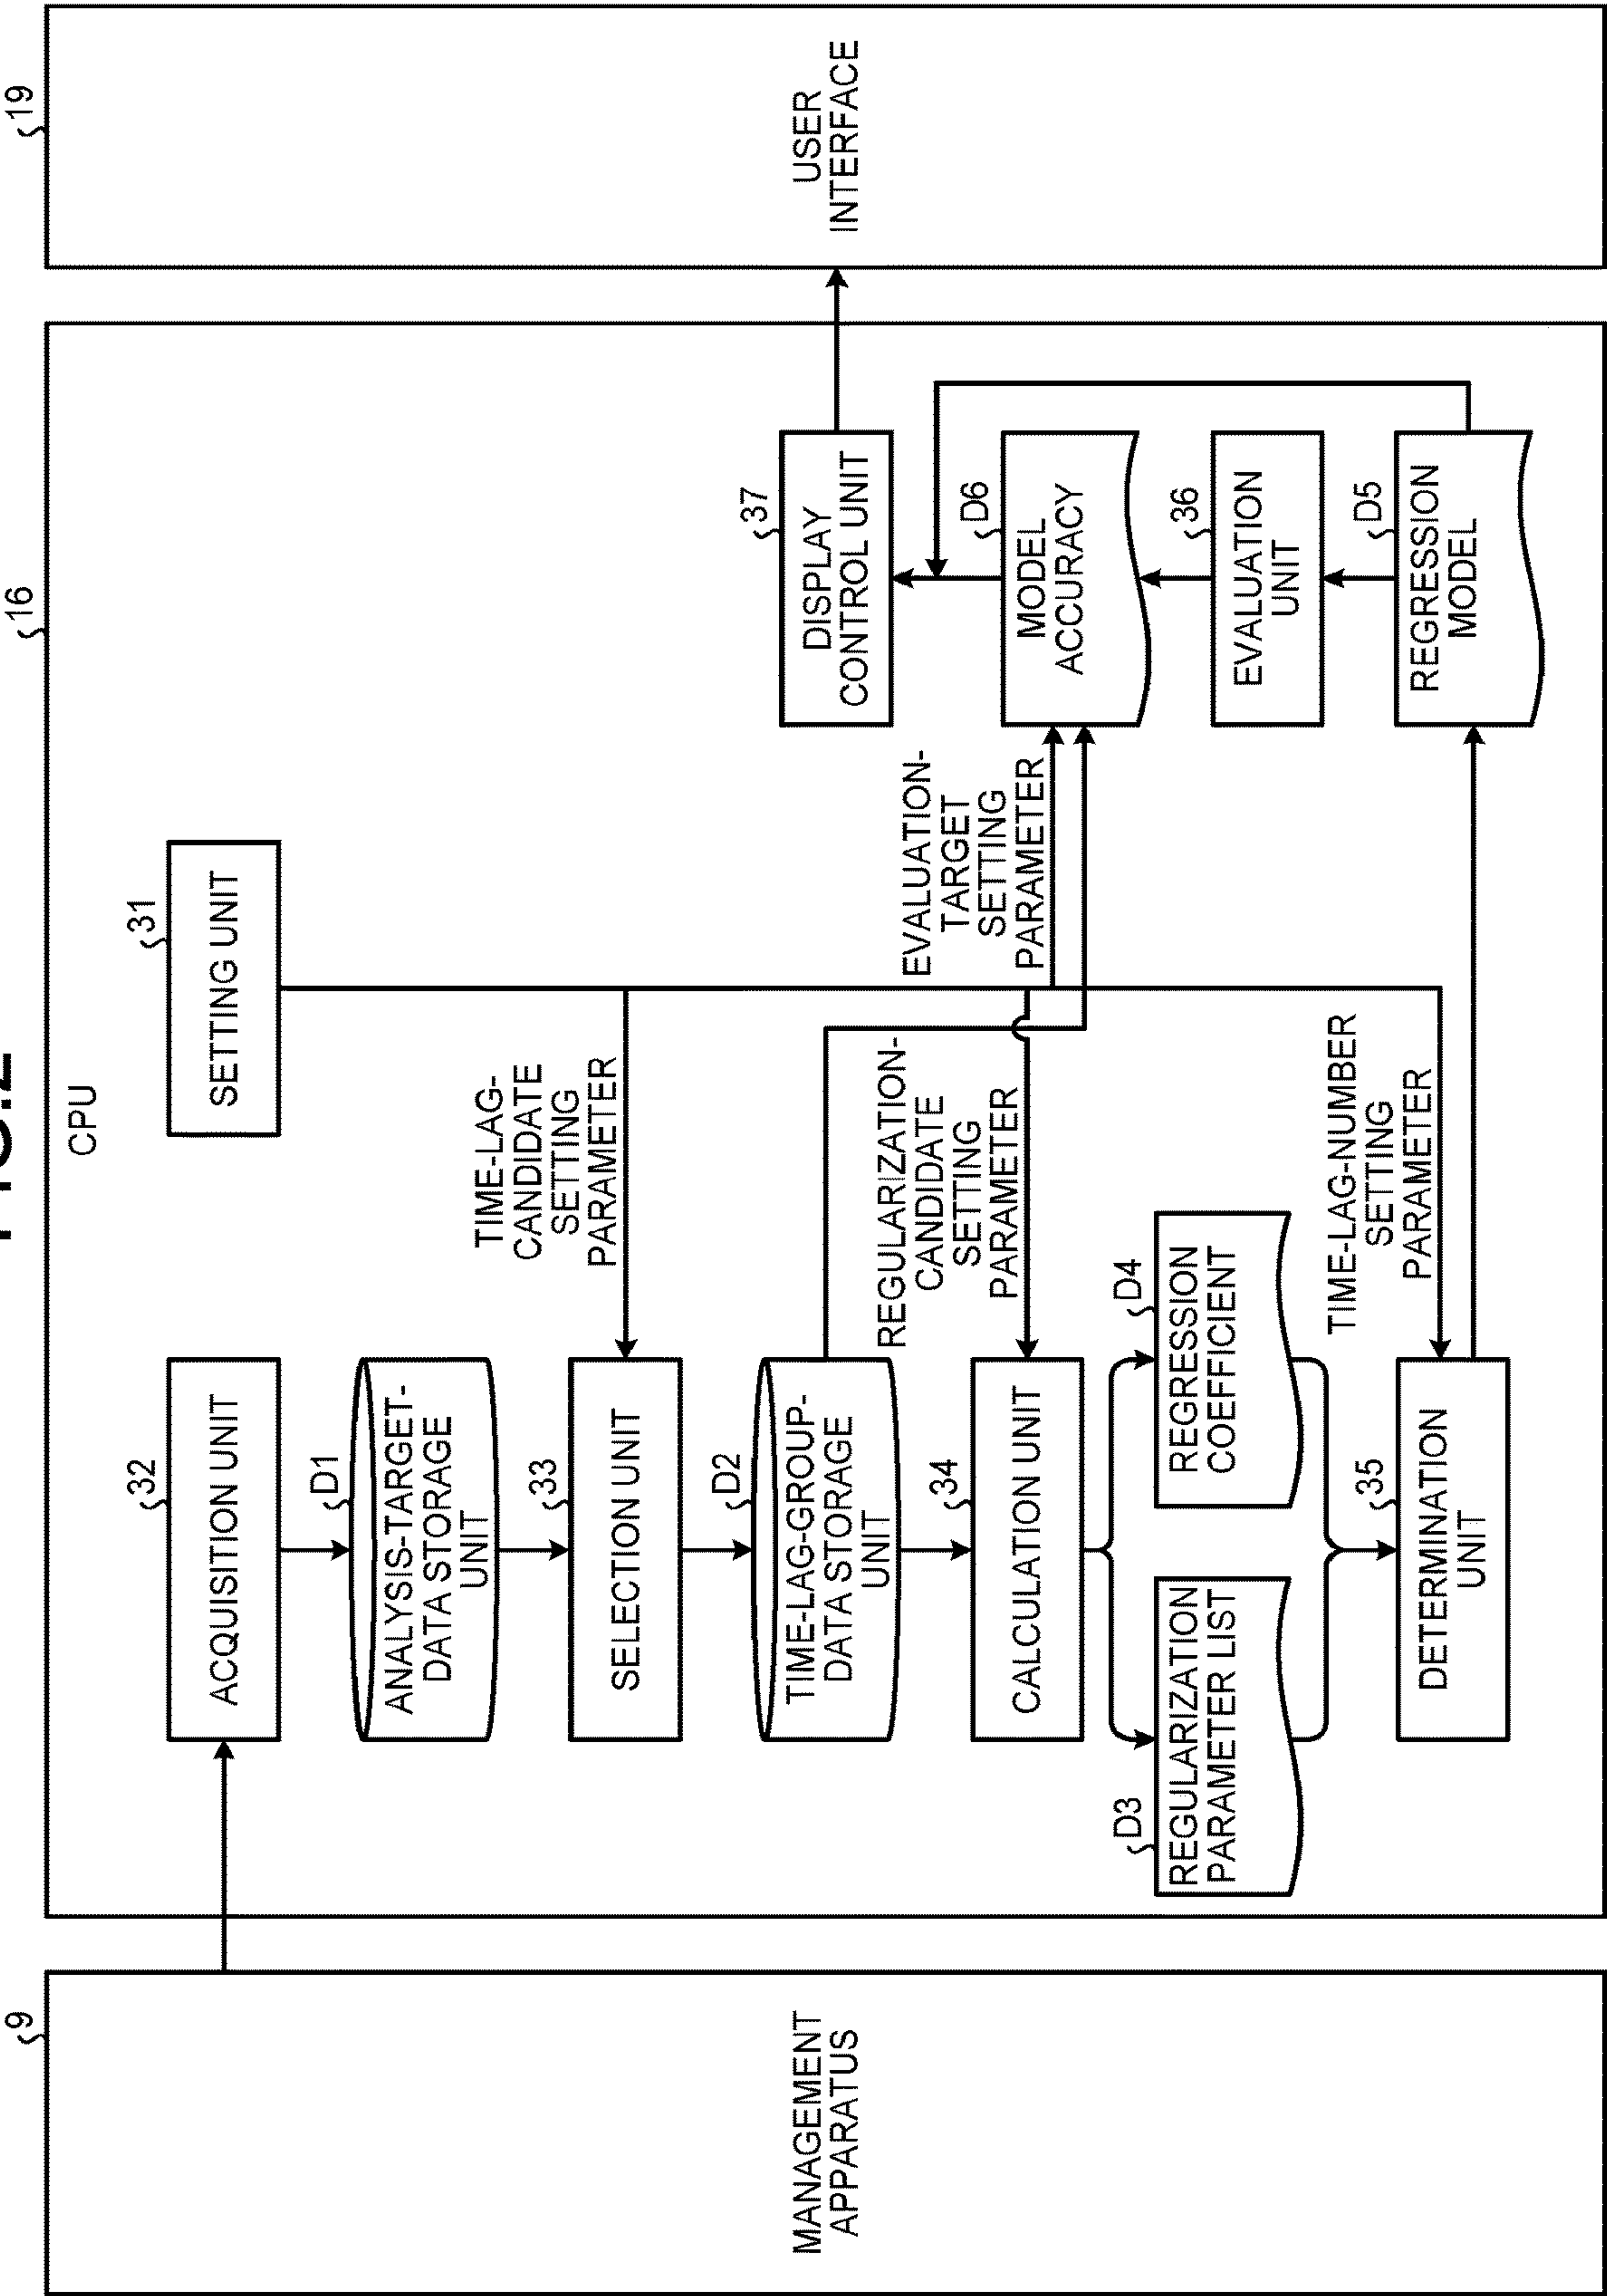 FIG.2
9
MANAGEMENT
APPARATUS
16
CPU
32
ACQUISITION UNIT
D1
ANALYSIS-TARGET-
DATA STORAGE
UNIT
33
SELECTION UNIT
D2
TIME-LAG-GROUP-
DATA STORAGE
UNIT
34
CALCULATION UNIT
D3
REGULARIZATION
PARAMETER LIST
D4
REGRESSION
COEFFICIENT
35
DETERMINATION
UNIT
31
SETTING UNIT
TIME-LAG-
CANDIDATE
SETTING
PARAMETER
REGULARIZATION-
CANDIDATE
SETTING
PARAMETER
TIME-LAG-NUMBER
SETTING
PARAMETER
EVALUATION-
TARGET
SETTING
PARAMETER
37
DISPLAY
CONTROL UNIT
D6
MODEL
ACCURACY
36
EVALUATION
UNIT
D5
REGRESSION
MODEL
19
USER
INTERFACE